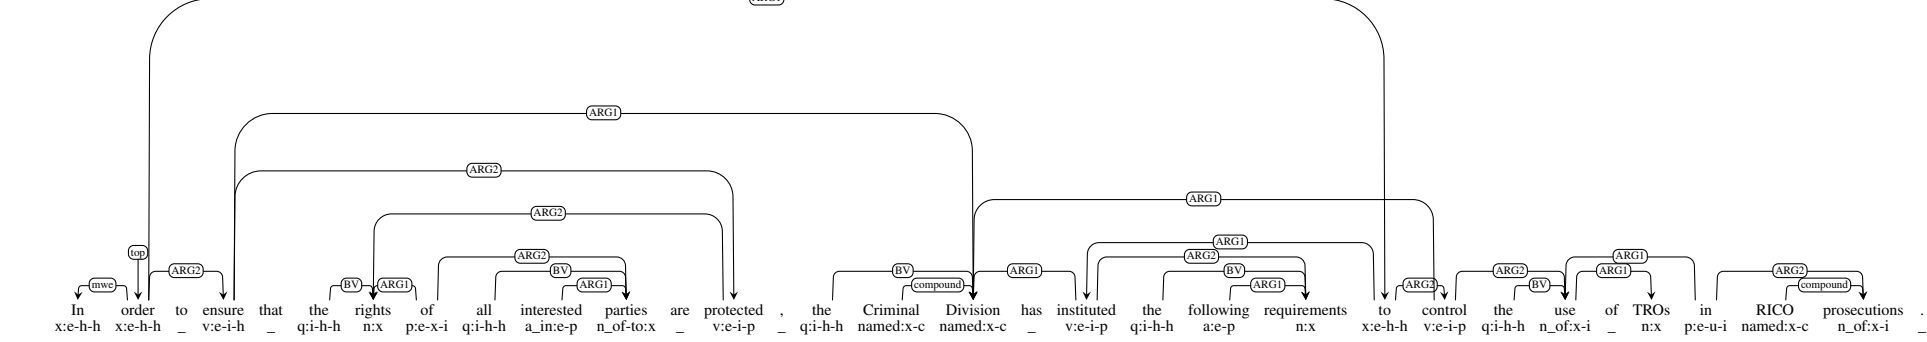 ARG1
ARG1
ARG2
ARG1
ARG2
ARG1
top
ARG2 ARG2 ARG1
ARG2 BV BV ARG1 BV ARG2 ARG1 ARG2
mwe BV ARG1 ARG1 compound ARG1 ARG2 BV compound
In order to ensure that the rights of all interested parties are protected , the Criminal Division has instituted the following requirements to control the use of TROs in RICO prosecutions .
x:e-h-h x:e-h-h _ v:e-i-h _ q:i-h-h n:x p:e-x-i q:i-h-h a_in:e-p n_of-to:x _ v:e-i-p _ q:i-h-h named:x-c named:x-c _ v:e-i-p q:i-h-h a:e-p n:x x:e-h-h v:e-i-p q:i-h-h n_of:x-i _ n:x p:e-u-i named:x-c n_of:x-i _